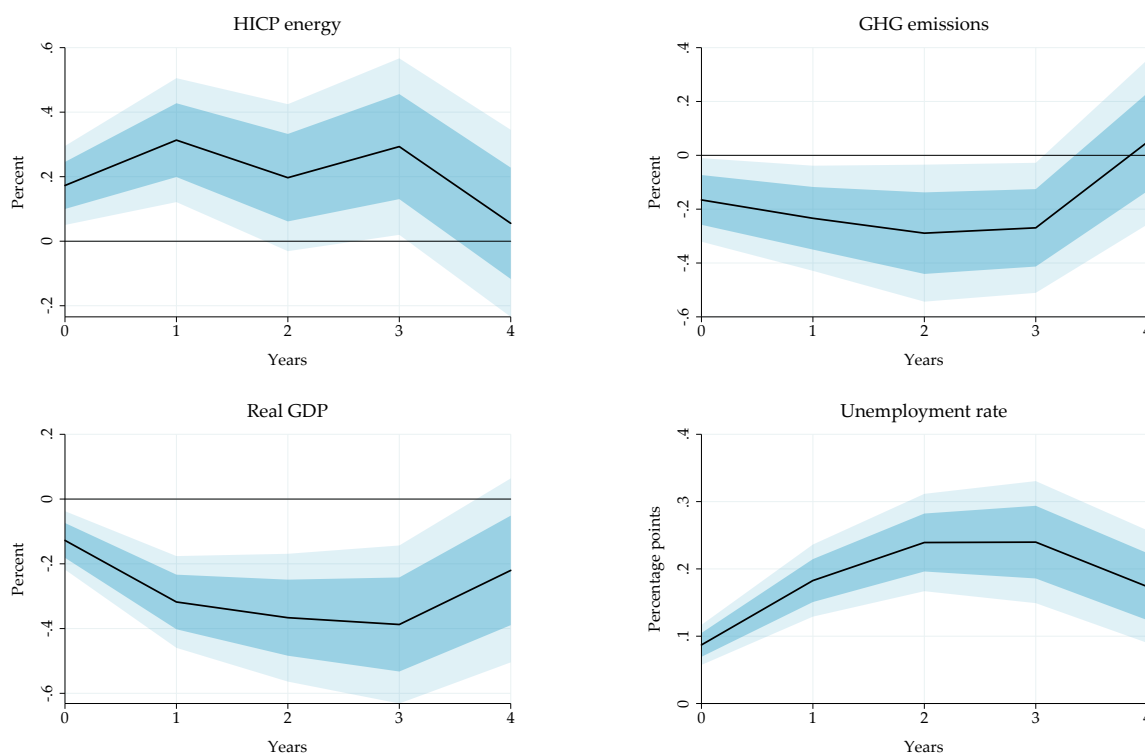 HICP energy
Percent
.6
.4
.2
0
-.2
0 1 2 3 4
Years
GHG emissions
Percent
.4
.2
0
-.2
-.4
-.6
0 1 2 3 4
Years
Real GDP
Percent
.2
0
-.2
-.4
-.6
0 1 2 3 4
Years
Unemployment rate
Percentage points
.4
.3
.2
.1
0
0 1 2 3 4
Years